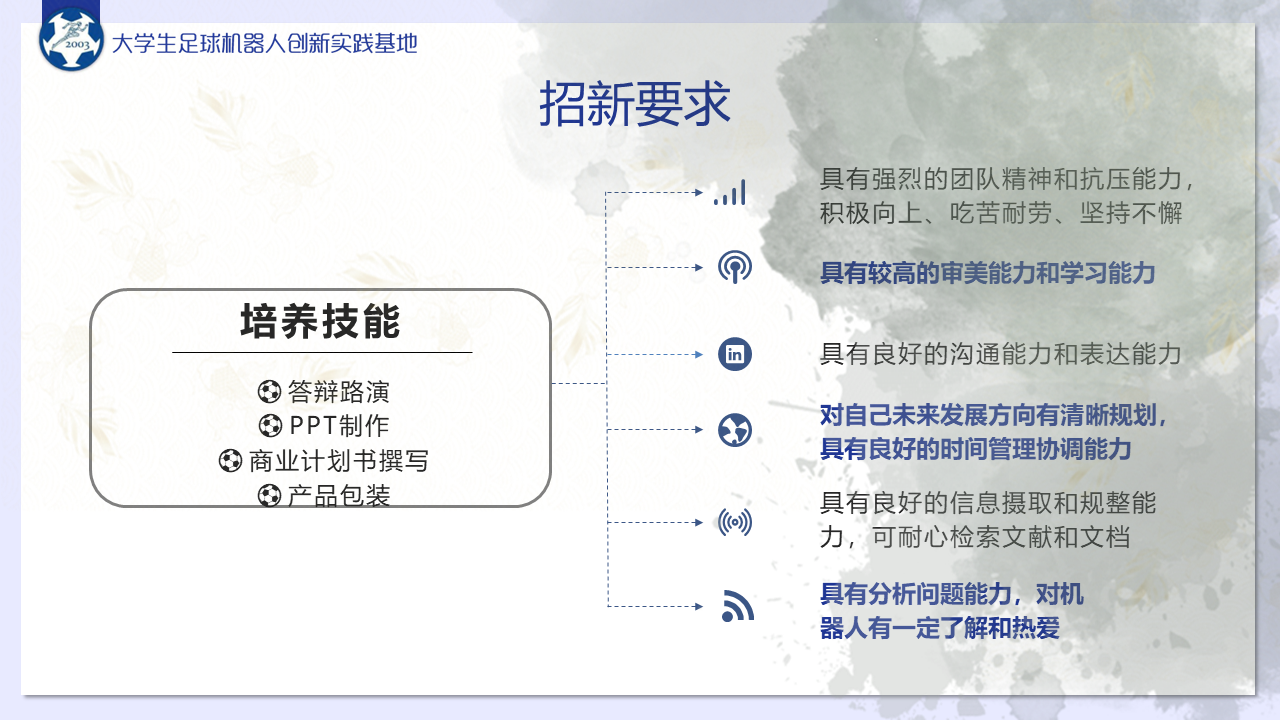 2003
大学生足球机器人创新实践基地
招新要求
培养技能
答辩路演
PPT制作
商业计划书撰写
产品包装
具有强烈的团队精神和抗压能力，
积极向上、吃苦耐劳、坚持不懈
具有较高的审美能力和学习能力
in
具有良好的沟通能力和表达能力
对自己未来发展方向有清晰规划，
具有良好的时间管理协调能力
具有良好的信息摄取和规整能
力，可耐心检索文献和文档
具有分析问题能力，对机
器人有一定了解和热爱